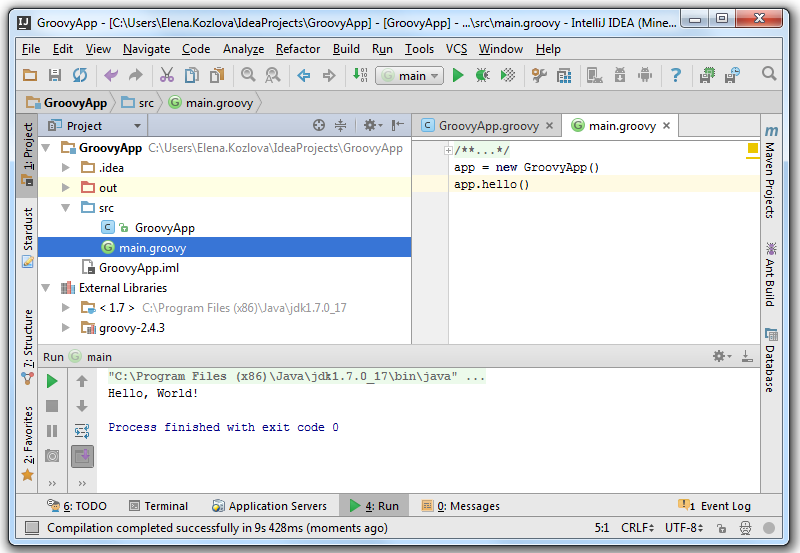 GroovyApp - [C:\Users\Elena.Kozlova\IdeaProjects\GroovyApp] - [GroovyApp] - ...\src\main.groovy - IntelliJ IDEA (Mine...
File Edit View Navigate Code Analyze Refactor Build Run Tools VCS Window Help
main
GroovyApp src main.groovy
1: Project
Stardust
7: Structure
2: Favorites
Project
GroovyApp C:\Users\Elena.Kozlova\IdeaProjects\GroovyApp
.idea
out
src
GroovyApp
main.groovy
GroovyApp.iml
External Libraries
< 1.7 > C:\Program Files (x86)\Java\jdk1.7.0_17
groovy-2.4.3
GroovyApp.groovy main.groovy
/**...*/
app = new GroovyApp()
app.hello()
Maven Projects
Ant Build
Database
Run main
"C:\Program Files (x86)\Java\jdk1.7.0_17\bin\java" ...
Hello, World!
Process finished with exit code 0
6: TODO Terminal Application Servers 4: Run 0: Messages 1 Event Log
Compilation completed successfully in 9s 428ms (moments ago) 5:1 CRLF UTF-8